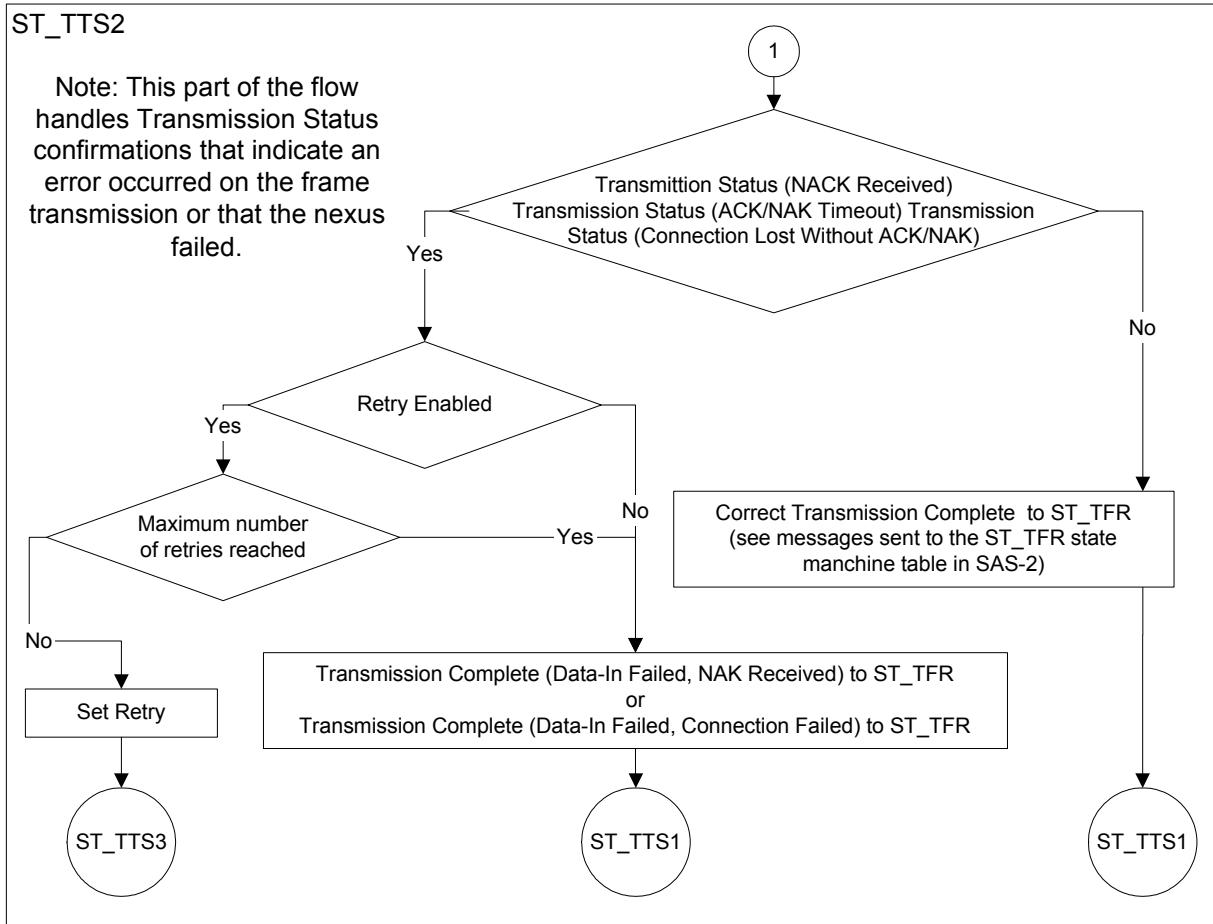 ST_TTS2
1
Note: This part of the flow
handles Transmission Status
confirmations that indicate an
error occurred on the frame
transmission or that the nexus
failed.
Transmittion Status (NACK Received)
Transmission Status (ACK/NAK Timeout) Transmission
Status (Connection Lost Without ACK/NAK)
Yes
No
Retry Enabled
Yes
No
Maximum number
of retries reached
Yes
No
Correct Transmission Complete to ST_TFR
(see messages sent to the ST_TFR state
manchine table in SAS-2)
Set Retry
Transmission Complete (Data-In Failed, NAK Received) to ST_TFR
or
Transmission Complete (Data-In Failed, Connection Failed) to ST_TFR
ST_TTS3
ST_TTS1
ST_TTS1